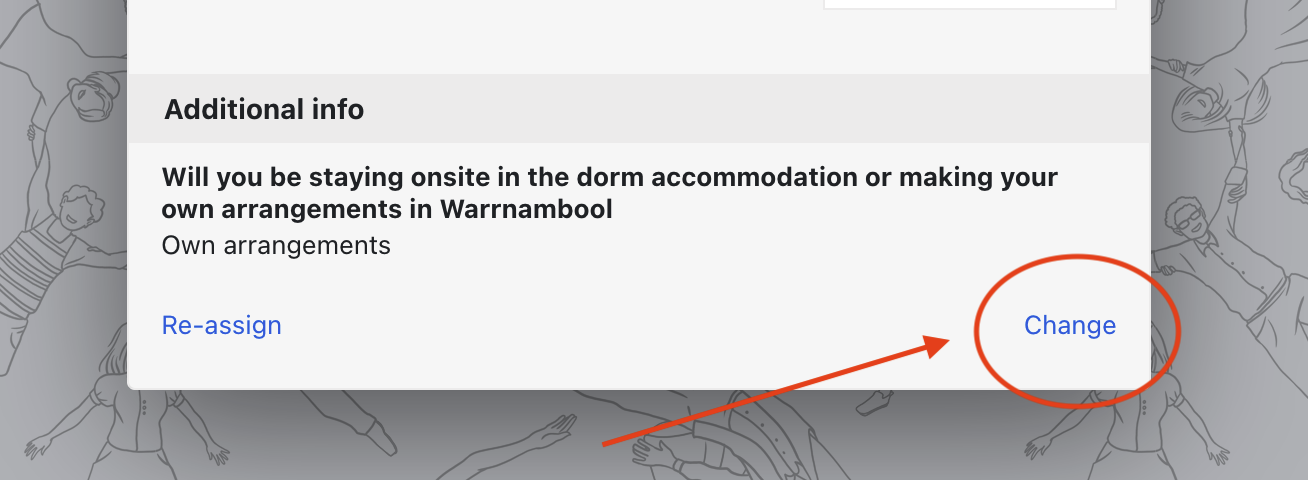 Additional info
Will you be staying onsite in the dorm accommodation or making your
own arrangements in Warrnambool
Own arrangements
Re-assign
Change